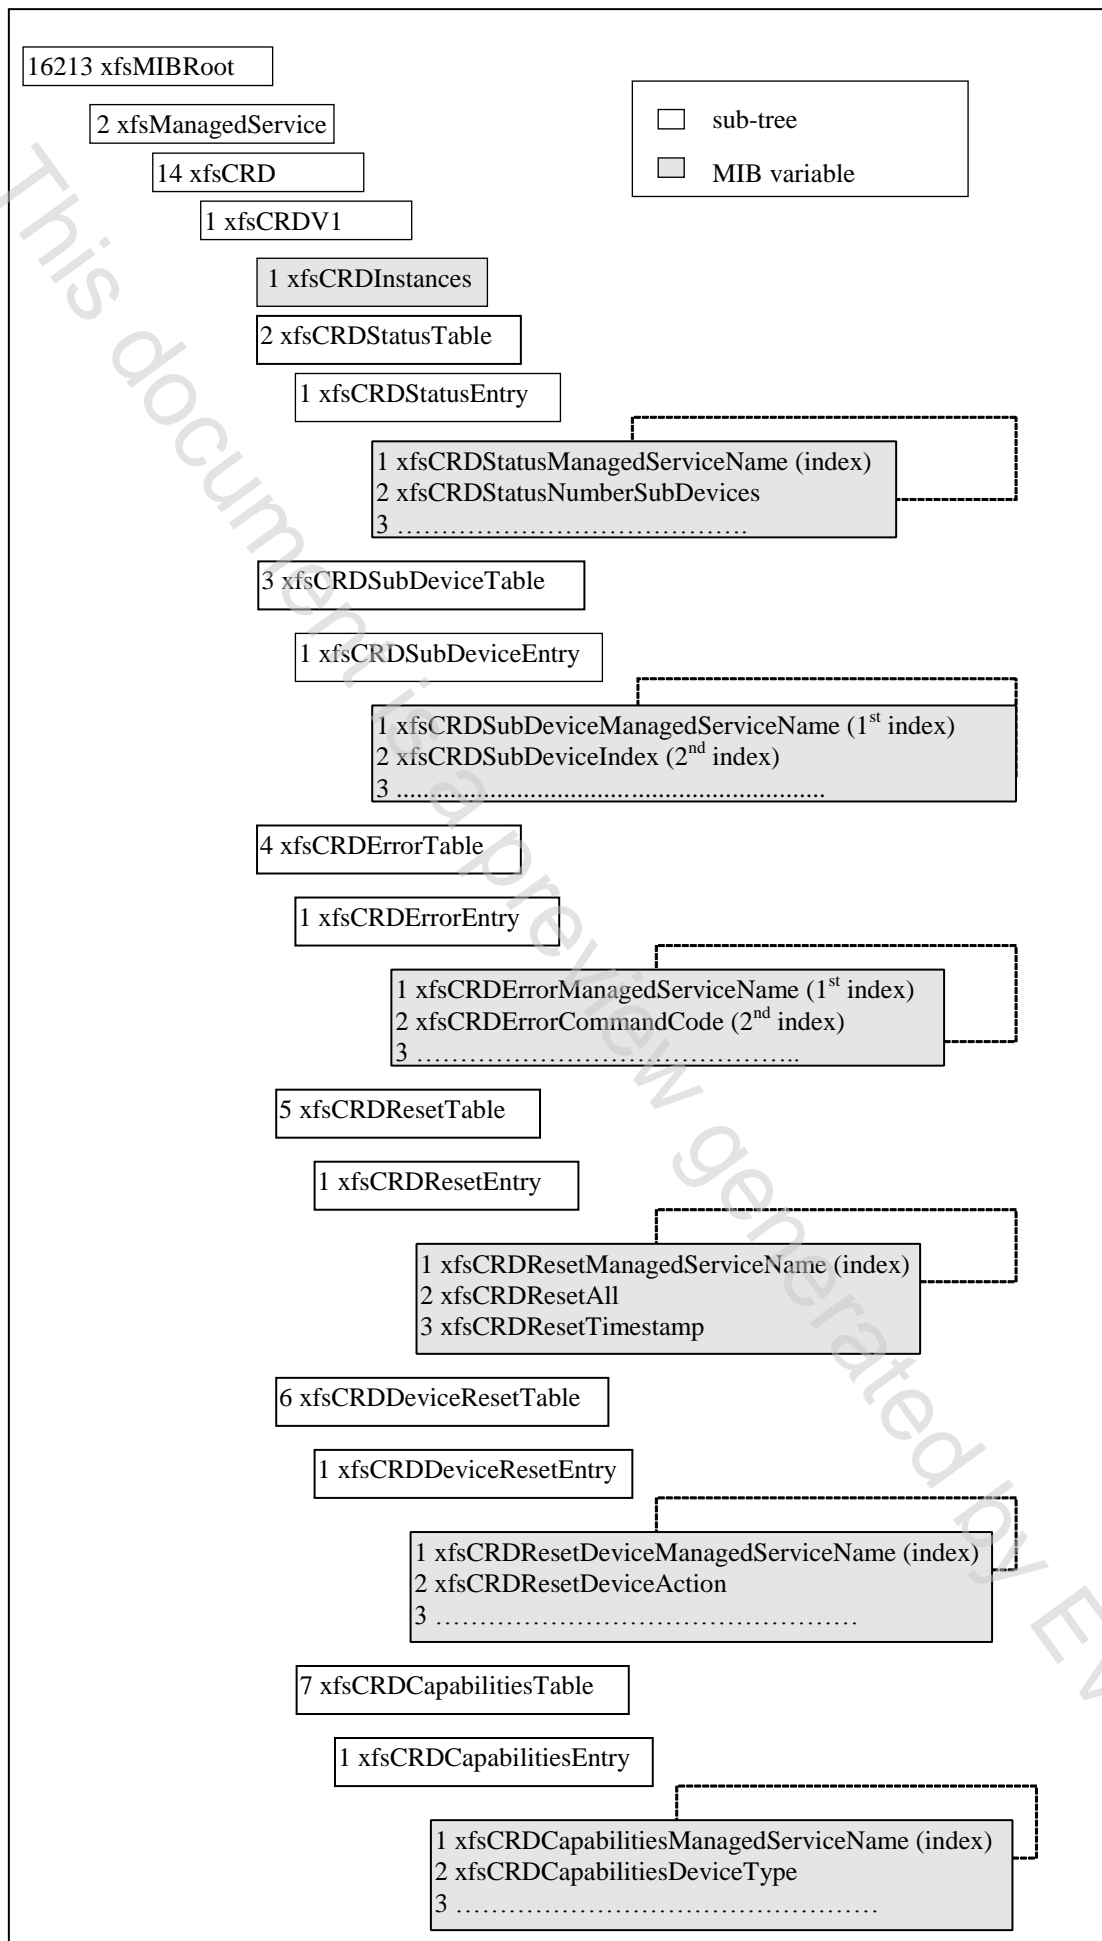 16213 xfsMIBRoot
2 xfsManagedService
sub-tree
14 xfsCRD
MIB variable
1 xfsCRDV1
1 xfsCRDInstances
2 xfsCRDStatusTable
1 xfsCRDStatusEntry
1 xfsCRDStatusManagedServiceName (index)
2 xfsCRDStatusNumberSubDevices
3 ……………………………………
3 xfsCRDSubDeviceTable
1 xfsCRDSubDeviceEntry
1 xfsCRDSubDeviceManagedServiceName (1st index)
2 xfsCRDSubDeviceIndex (2nd index)
3 ................................................................
4 xfsCRDErrorTable
1 xfsCRDErrorEntry
1 xfsCRDErrorManagedServiceName (1st index)
2 xfsCRDErrorCommandCode (2nd index)
3 ……………………………………..
5 xfsCRDResetTable
1 xfsCRDResetEntry
1 xfsCRDResetManagedServiceName (index)
2 xfsCRDResetAll
3 xfsCRDResetTimestamp
6 xfsCRDDeviceResetTable
1 xfsCRDDeviceResetEntry
1 xfsCRDResetDeviceManagedServiceName (index)
2 xfsCRDResetDeviceAction
3 …………………………………………
7 xfsCRDCapabilitiesTable
1 xfsCRDCapabilitiesEntry
1 xfsCRDCapabilitiesManagedServiceName (index)
2 xfsCRDCapabilitiesDeviceType
3 …………………………………………
This document is a preview generated by EV